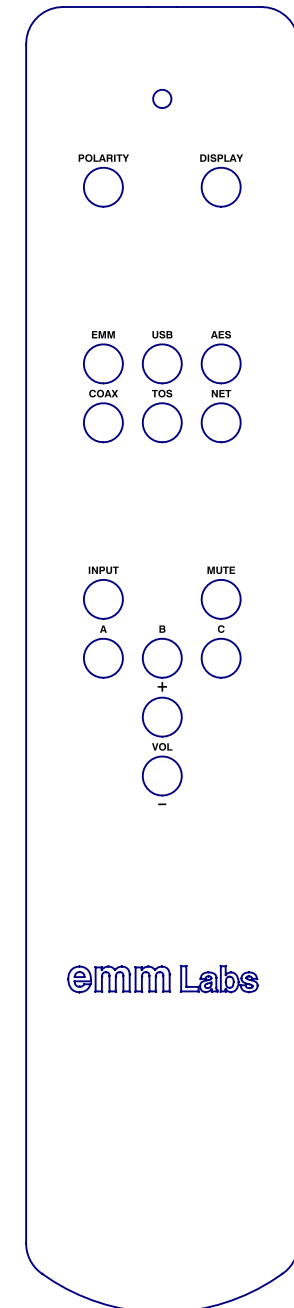 POLARITY DISPLAY
EMM USB AES
COAX TOS NET
INPUT MUTE
A B C
+
VOL
–
emm Labs